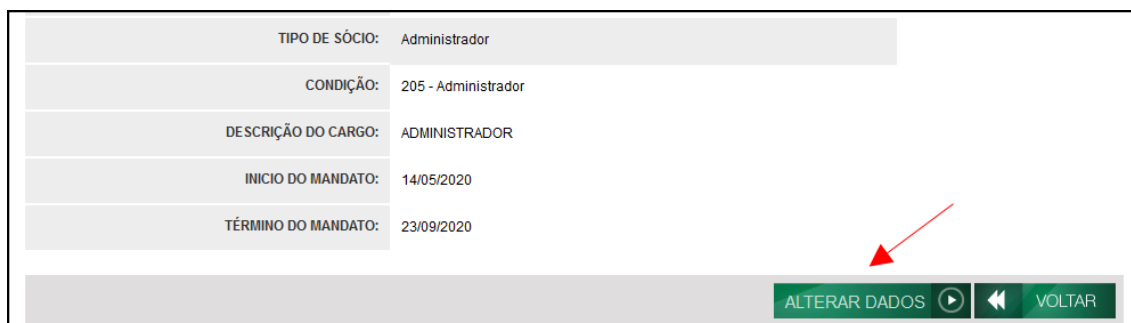 TIPO DE SÓCIO: Administrador
CONDIÇÃO: 205 - Administrador
DESCRIÇÃO DO CARGO: ADMINISTRADOR
INICIO DO MANDATO: 14/05/2020
TÉRMINO DO MANDATO: 23/09/2020
ALTERAR DADOS VOLTAR